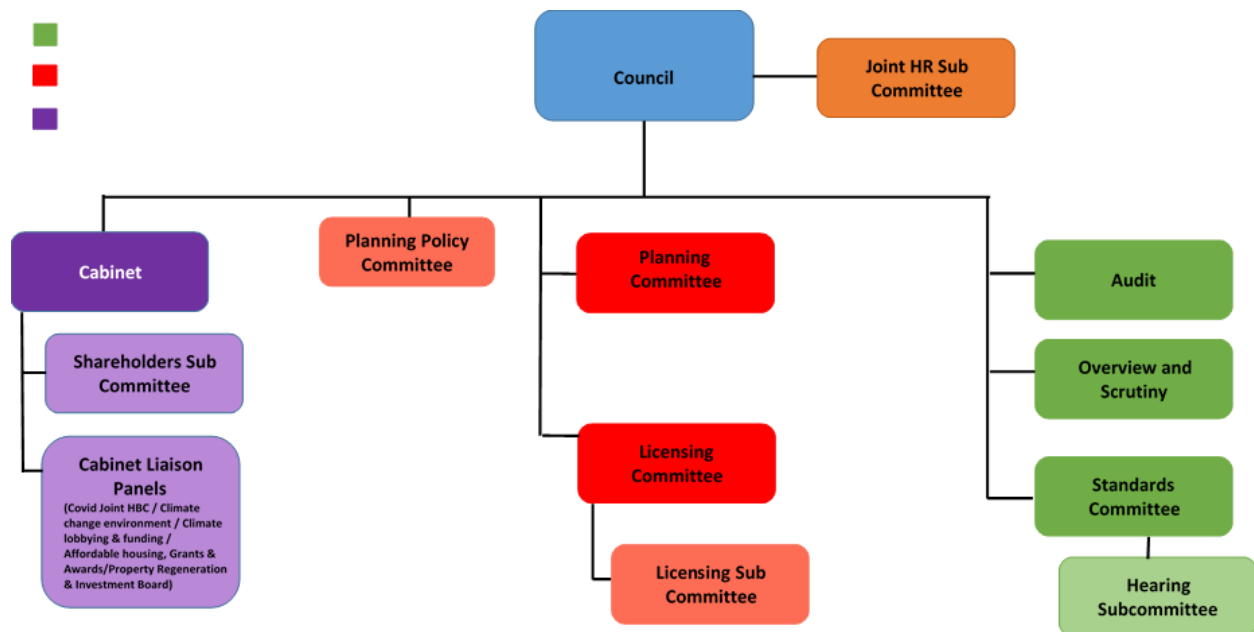 Council
Joint HR Sub
Committee
Cabinet
Planning Policy
Committee
Planning
Committee
Audit
Shareholders Sub
Committee
Overview and
Scrutiny
Cabinet Liaison
Panels
(Covid Joint HBC / Climate
change environment / Climate
lobbying & funding /
Affordable housing, Grants &
Awards/Property Regeneration
& Investment Board)
Licensing
Committee
Standards
Committee
Licensing Sub
Committee
Hearing
Subcommittee